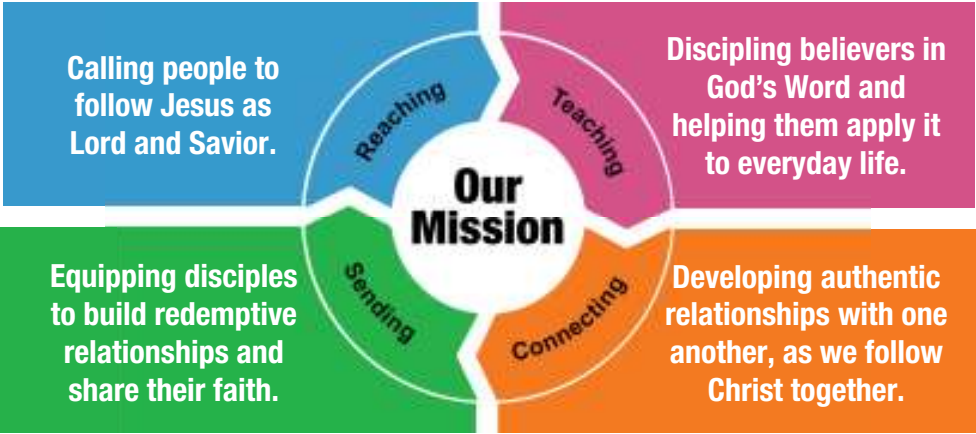 Calling people to
follow Jesus as
Lord and Savior.
Reaching
Teaching
Discipling believers in
God’s Word and
helping them apply it
to everyday life.
Our
Mission
Equipping disciples
to build redemptive
relationships and
share their faith.
Sending
Connecting
Developing authentic
relationships with one
another, as we follow
Christ together.